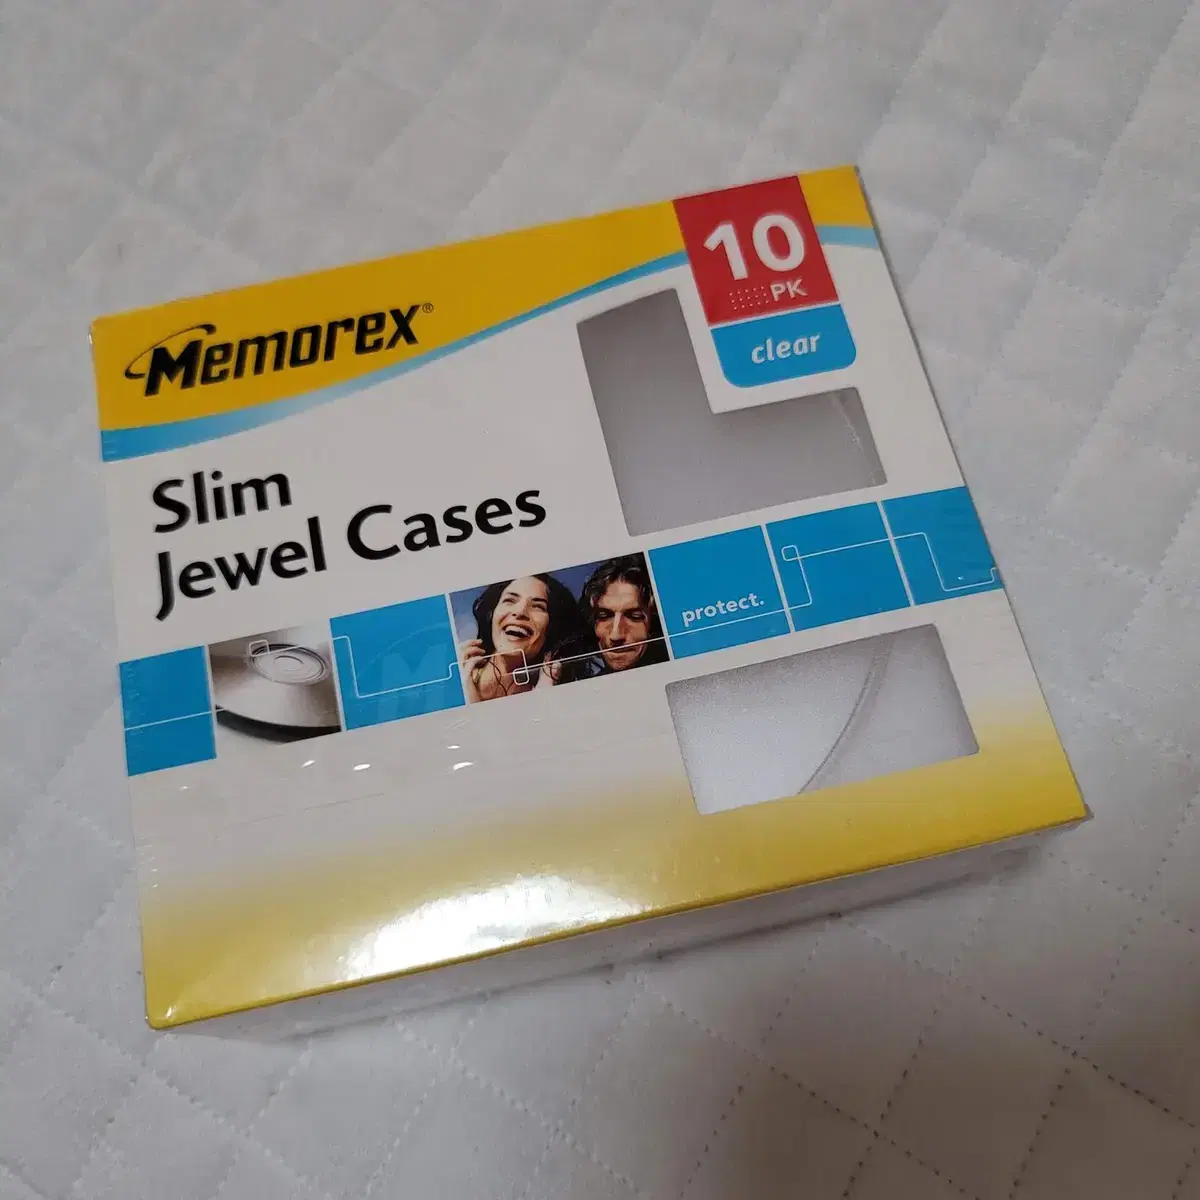 Memorex®
10
PK
clear
Slim
Jewel Cases
protect.